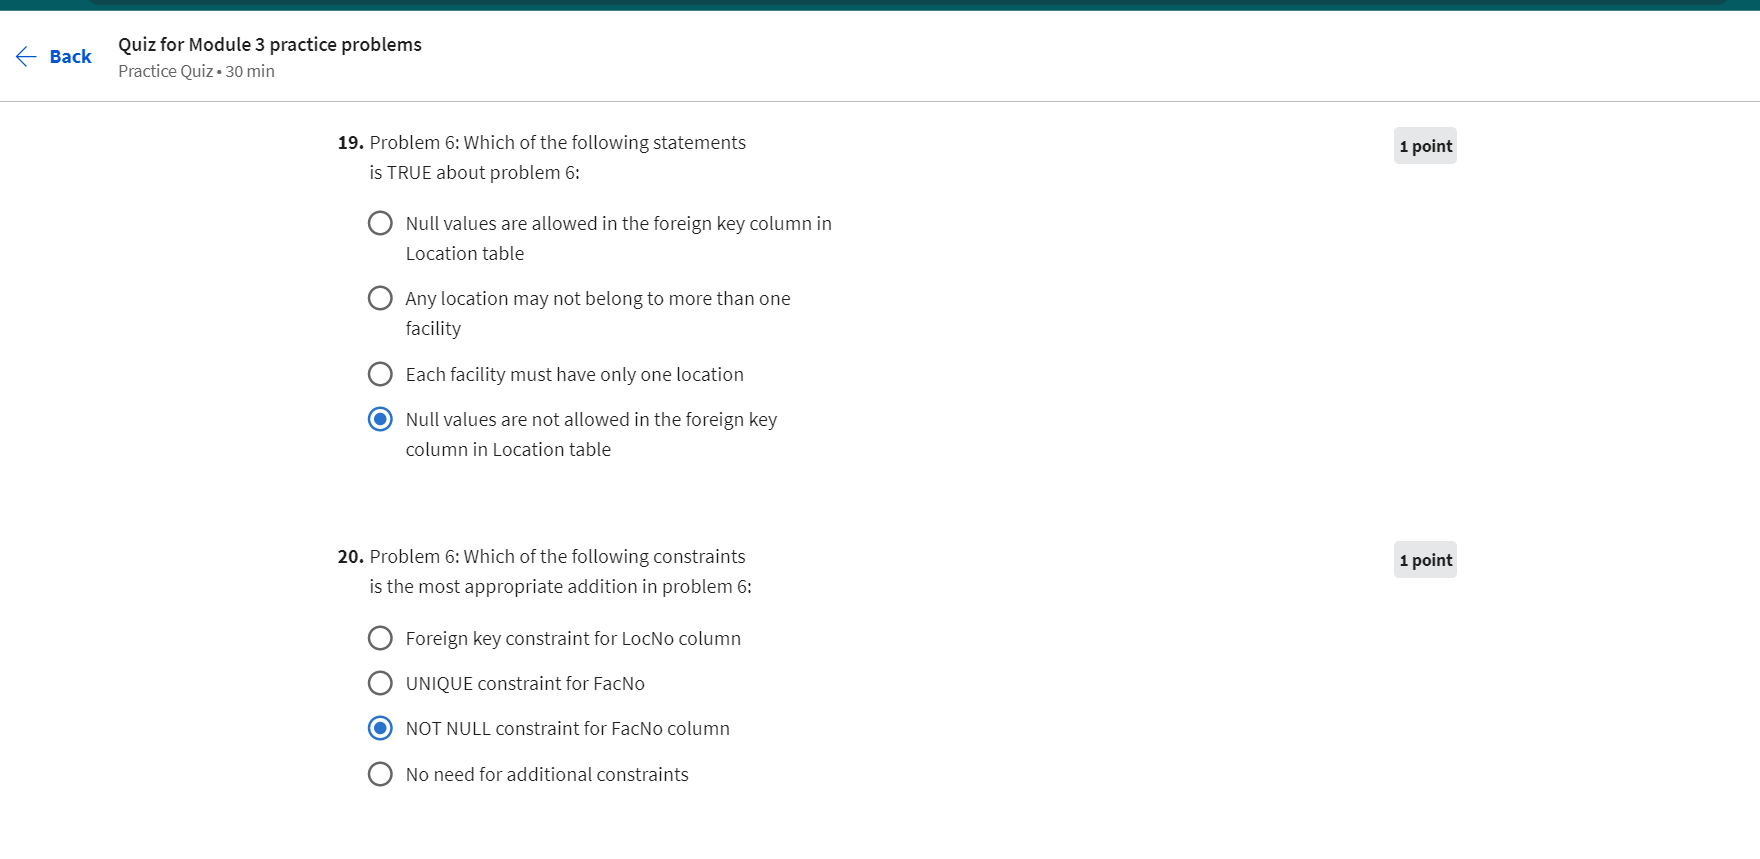 Back
Quiz for Module 3 practice problems
Practice Quiz • 30 min
19. Problem 6: Which of the following statements
is TRUE about problem 6:
1 point
Null values are allowed in the foreign key column in
Location table
Any location may not belong to more than one
facility
Each facility must have only one location
Null values are not allowed in the foreign key
column in Location table
20. Problem 6: Which of the following constraints
is the most appropriate addition in problem 6:
1 point
Foreign key constraint for LocNo column
UNIQUE constraint for FacNo
NOT NULL constraint for FacNo column
No need for additional constraints